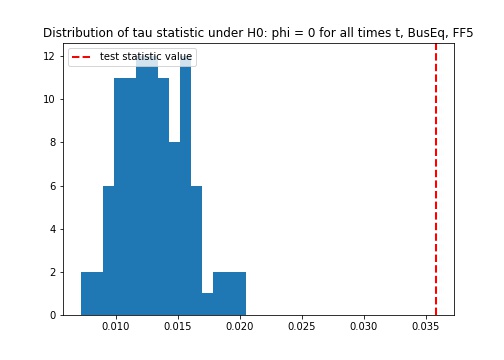 Distribution of tau statistic under H0: phi = 0 for all times t, BusEq, FF5
test statistic value
12
10
8
6
4
2
0
0.010 0.015 0.020 0.025 0.030 0.035